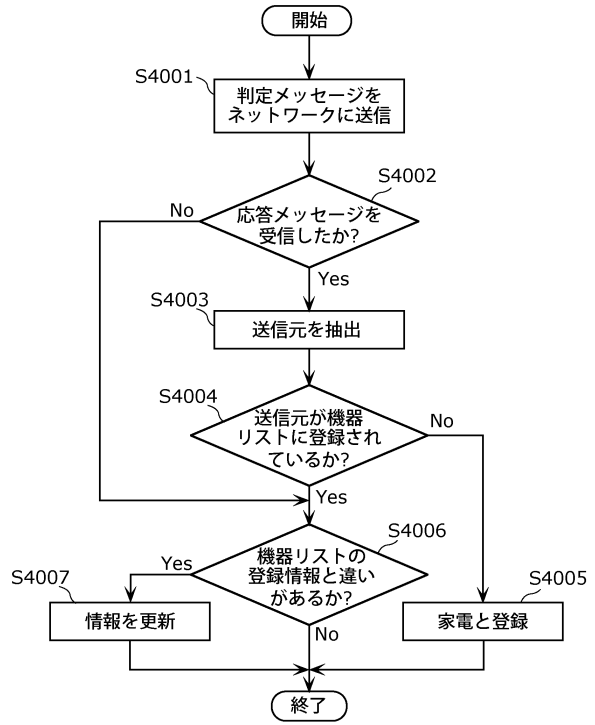 開始
S4001
判定メッセージを
ネットワークに送信
S4002
応答メッセージを
受信したか?
No
Yes
S4003
送信元を抽出
S4004
送信元が機器
リストに登録され
ているか?
No
Yes
S4006
機器リストの
登録情報と違い
があるか?
Yes
No
S4007
情報を更新
S4005
家電と登録
終了